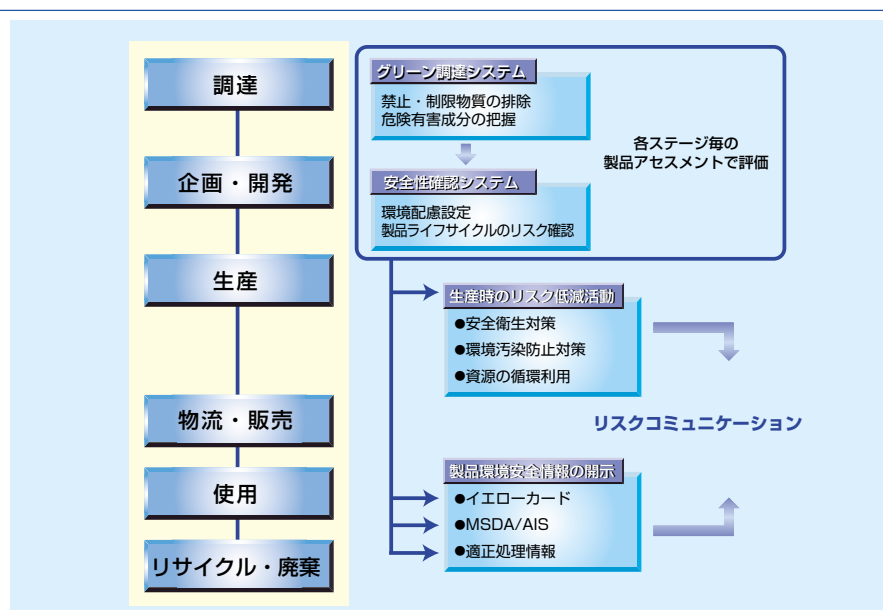 調達
企画・開発
生産
物流・販売
使用
リサイクル・廃棄
グリーン調達システム
禁止・制限物質の排除
危険有害成分の把握
安全性確認システム
環境配慮設定
製品ライフサイクルのリスク確認
各ステージ毎の
製品アセスメントで評価
生産時のリスク低減活動
●安全衛生対策
●環境汚染防止対策
●資源の循環利用
リスクコミュニケーション
製品環境安全情報の開示
●イエローカード
●MSDA/AIS
●適正処理情報